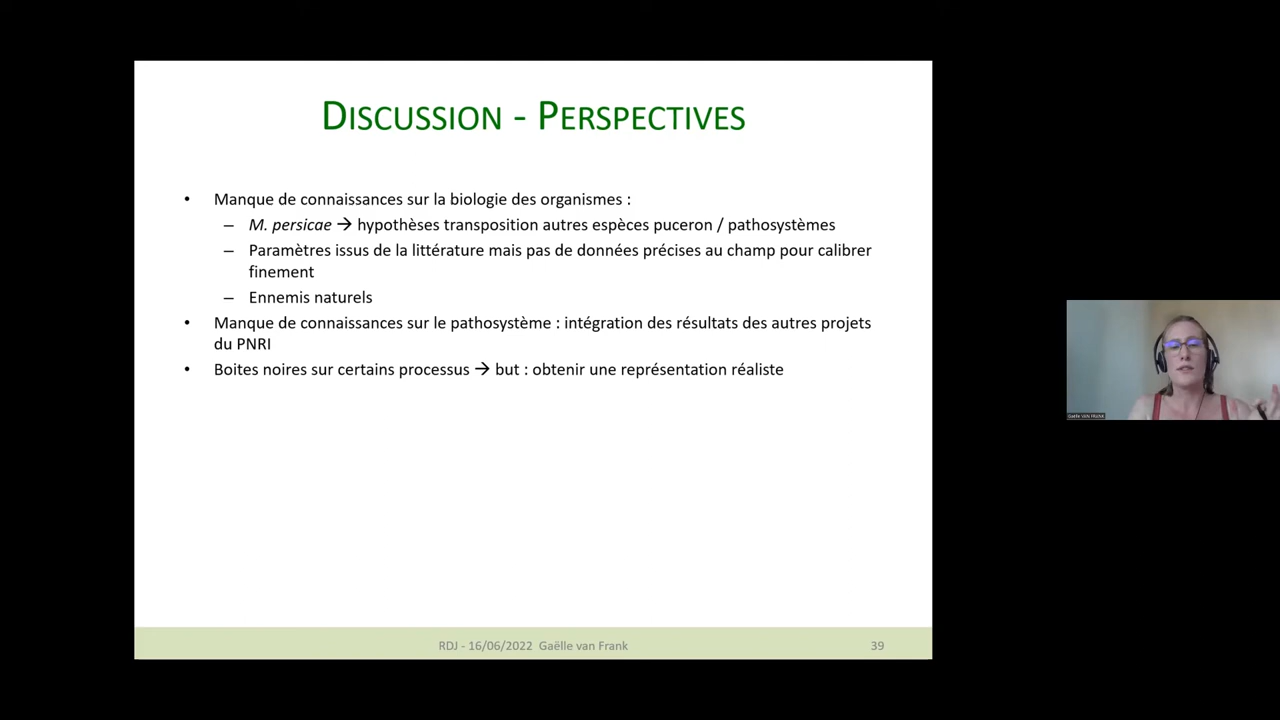 DISCUSSION - PERSPECTIVES
• Manque de connaissances sur la biologie des organismes :
– M. persicae → hypothèses transposition autres espèces puceron / pathosystèmes
– Paramètres issus de la littérature mais pas de données précises au champ pour calibrer
finement
– Ennemis naturels
• Manque de connaissances sur le pathosystème : intégration des résultats des autres projets
du PNRI
• Boites noires sur certains processus → but : obtenir une représentation réaliste
RDJ - 16/06/2022 Gaëlle van Frank
39
Gaëlle VAN FRANK